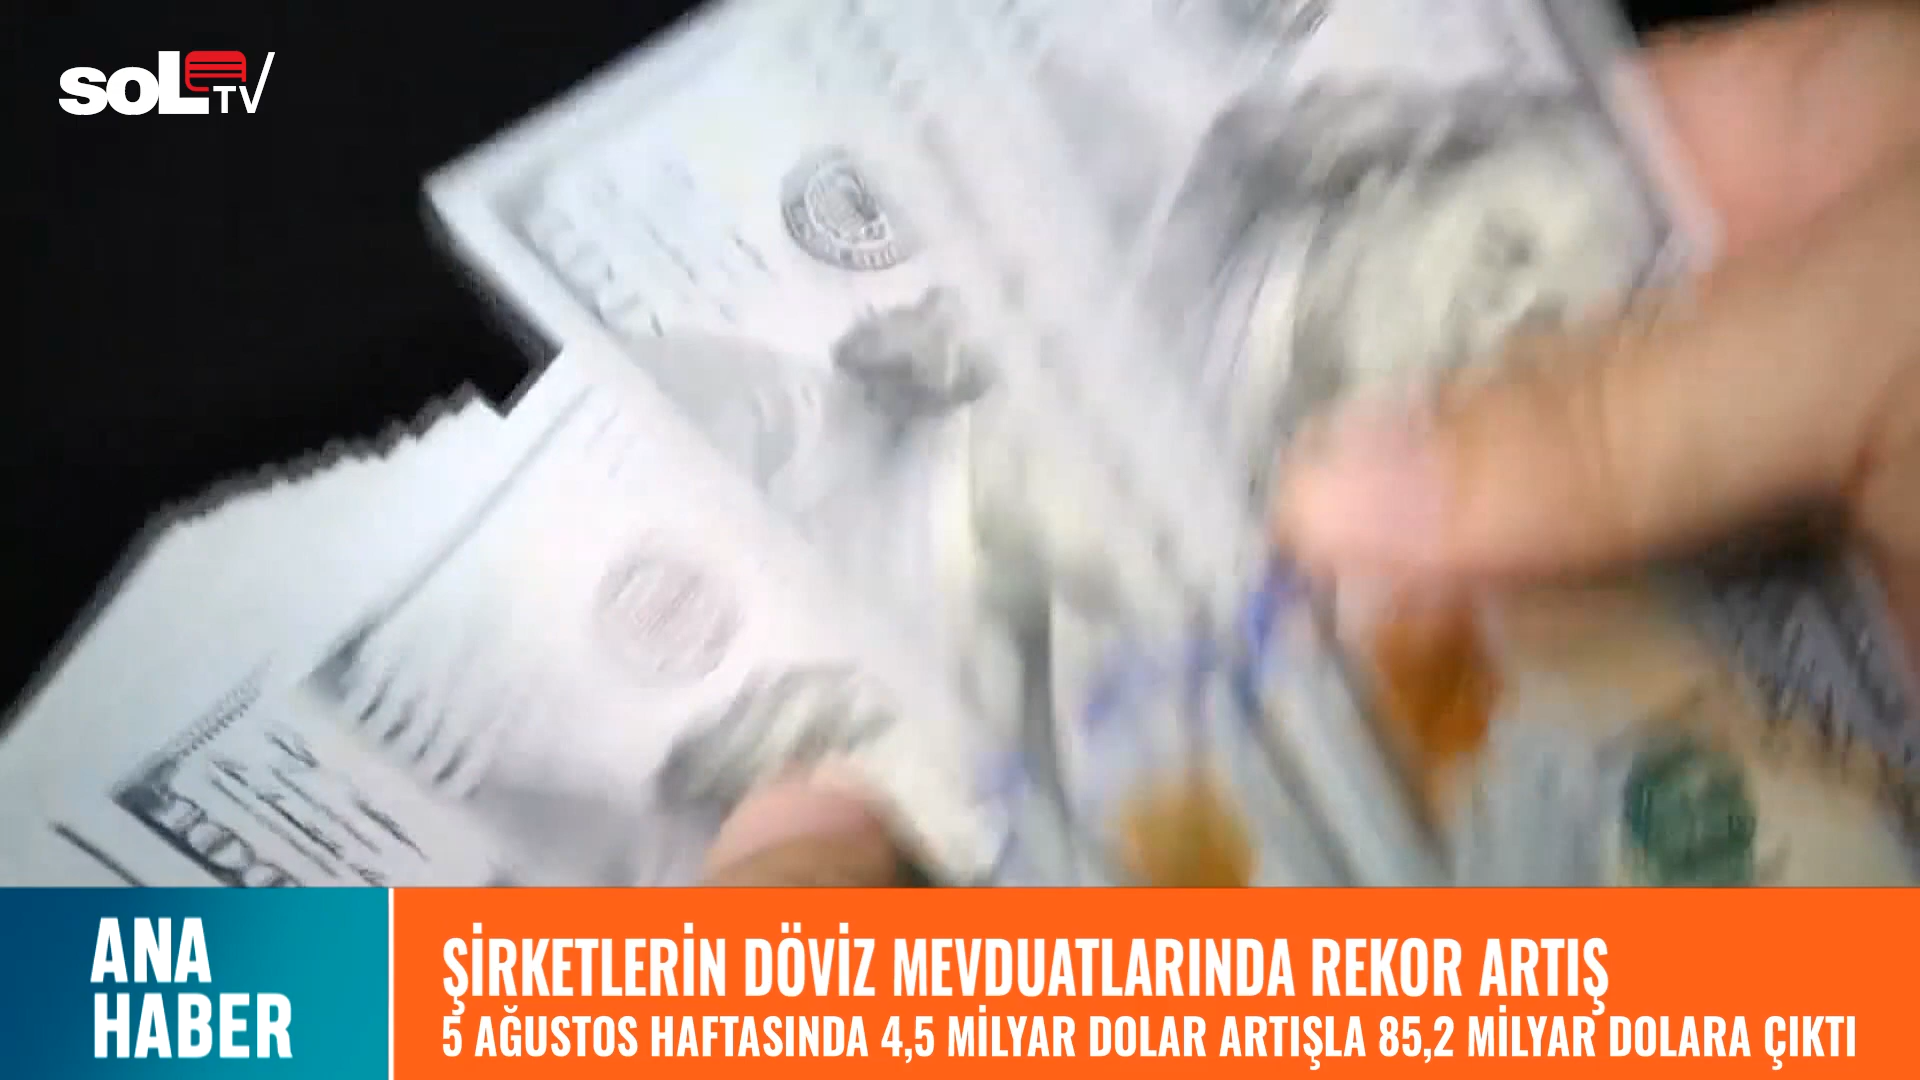 soL TV
ANA
HABER
ŞİRKETLERİN DÖVİZ MEVDUATLARINDA REKOR ARTIŞ
5 AĞUSTOS HAFTASINDA 4,5 MİLYAR DOLAR ARTIŞLA 85,2 MİLYAR DOLARA ÇIKTI